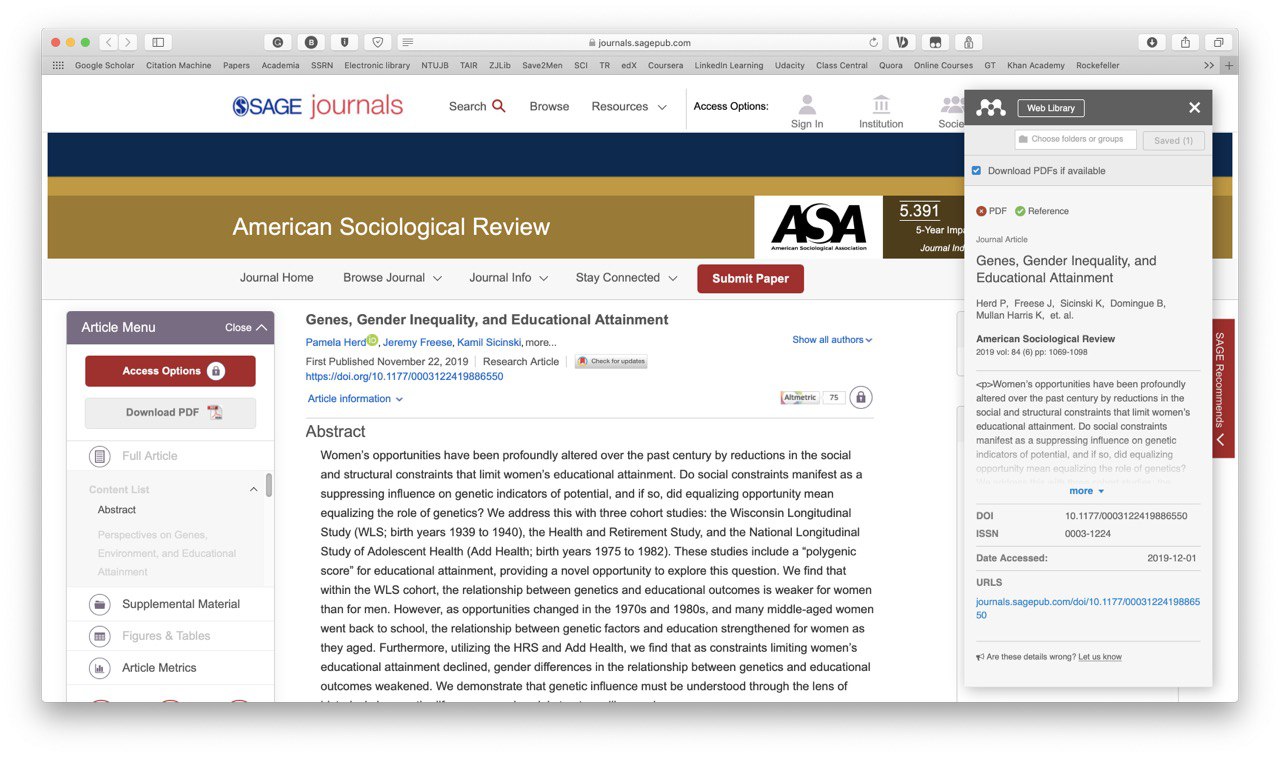 journals.sagepub.com
Google Scholar Citation Machine Papers Academia SSRN Electronic library NTUJB TAIR ZJLib Save2Men SCI TR edX Coursera LinkedIn Learning Udacity Class Central Quora Online Courses GT Khan Academy Rockefeller
SAGE journals
Search Browse Resources Access Options: Sign In Institution Socie
American Sociological Review
ASA
American Sociological Association
5.391
5-Year Impa
Journal Ind
Journal Home Browse Journal Journal Info Stay Connected Submit Paper
Article Menu Close
Access Options
Download PDF
Full Article
Content List
Abstract
Perspectives on Genes,
Environment, and Educational
Attainment
Supplemental Material
Figures & Tables
Article Metrics
Genes, Gender Inequality, and Educational Attainment
Pamela Herd iD, Jeremy Freese, Kamil Sicinski, more...
Show all authors
First Published November 22, 2019 Research Article Check for updates
https://doi.org/10.1177/0003122419886550
Article information
Altmetric 75
Abstract
Women's opportunities have been profoundly altered over the past century by reductions in the social
and structural constraints that limit women's educational attainment. Do social constraints manifest as a
suppressing influence on genetic indicators of potential, and if so, did equalizing opportunity mean
equalizing the role of genetics? We address this with three cohort studies: the Wisconsin Longitudinal
Study (WLS; birth years 1939 to 1940), the Health and Retirement Study, and the National Longitudinal
Study of Adolescent Health (Add Health; birth years 1975 to 1982). These studies include a "polygenic
score" for educational attainment, providing a novel opportunity to explore this question. We find that
within the WLS cohort, the relationship between genetics and educational outcomes is weaker for women
than for men. However, as opportunities changed in the 1970s and 1980s, and many middle-aged women
went back to school, the relationship between genetic factors and education strengthened for women as
they aged. Furthermore, utilizing the HRS and Add Health, we find that as constraints limiting women's
educational attainment declined, gender differences in the relationship between genetics and educational
outcomes weakened. We demonstrate that genetic influence must be understood through the lens of
Web Library
Choose folders or groups Saved (1)
Download PDFs if available
PDF Reference
Journal Article
Genes, Gender Inequality, and
Educational Attainment
Herd P, Freese J, Sicinski K, Domingue B,
Mullan Harris K, et. al.
American Sociological Review
2019 vol: 84 (6) pp: 1069-1098
<p>Women's opportunities have been profoundly
altered over the past century by reductions in the
social and structural constraints that limit women's
educational attainment. Do social constraints
manifest as a suppressing influence on genetic
indicators of potential, and if so, did equalizing
opportunity mean equalizing the role of genetics?
We address this with three cohort studies: the
more
DOI 10.1177/0003122419886550
ISSN 0003-1224
Date Accessed: 2019-12-01
URLS
journals.sagepub.com/doi/10.1177/00031224198865
50
Are these details wrong? Let us know
SAGE Recommends